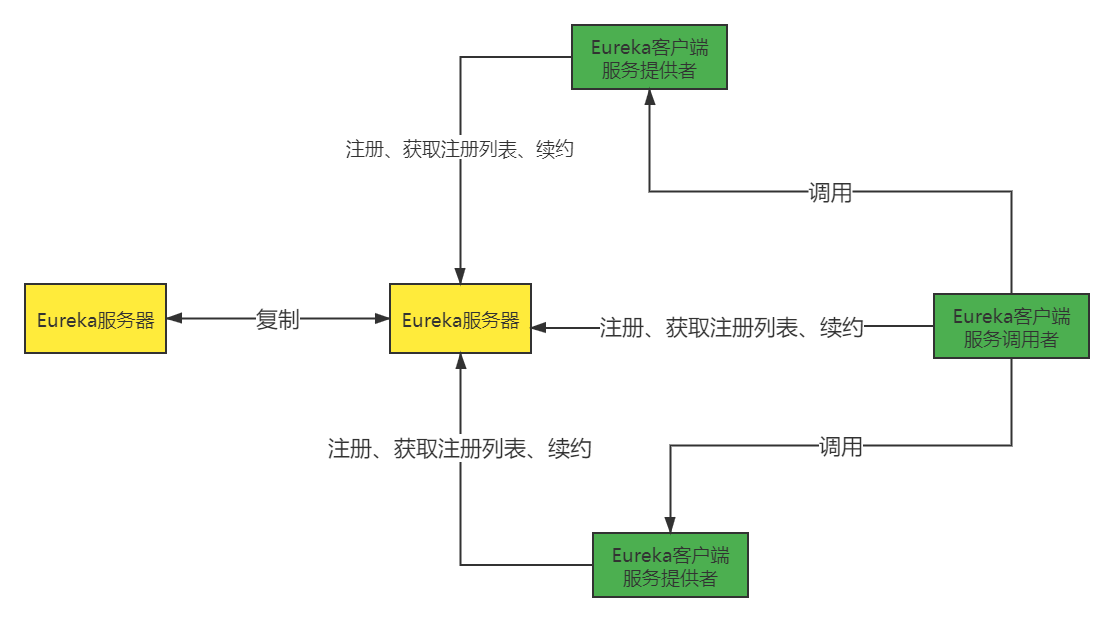 Eureka客户端
服务提供者
注册、获取注册列表、续约
调用
Eureka服务器
复制
Eureka服务器
注册、获取注册列表、续约
Eureka客户端
服务调用者
注册、获取注册列表、续约
调用
Eureka客户端
服务提供者